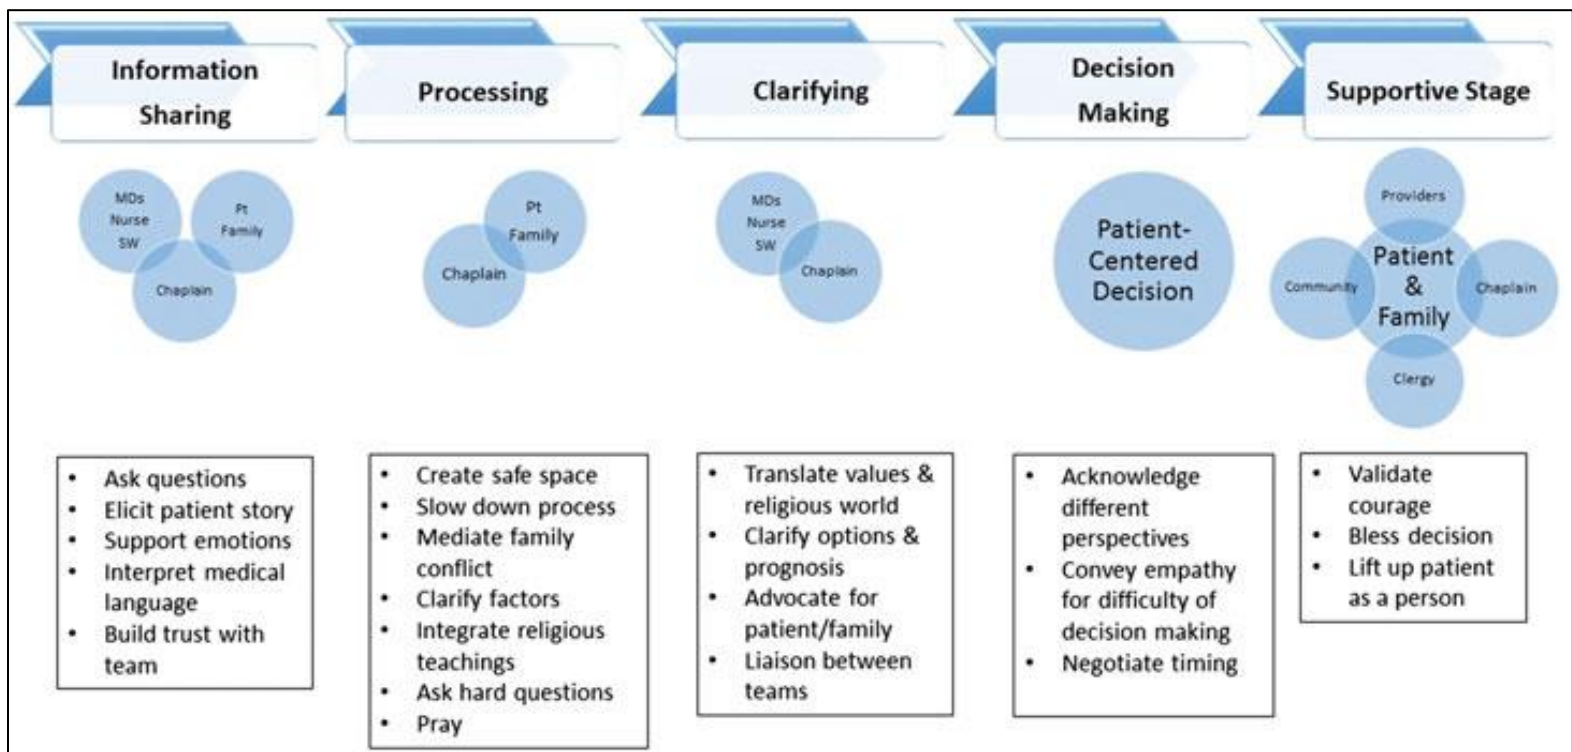 Information
Sharing
Processing
Clarifying
Decision
Making
Supportive Stage
MDs
Nurse
SW
Pt
Family
Chaplain
Pt
Family
Chaplain
MDs
Nurse
SW
Chaplain
Patient-
Centered
Decision
Providers
Community
Patient
&
Family
Chaplain
Clergy
• Ask questions
• Elicit patient story
• Support emotions
• Interpret medical
language
• Build trust with
team
• Create safe space
• Slow down process
• Mediate family
conflict
• Clarify factors
• Integrate religious
teachings
• Ask hard questions
• Pray
• Translate values &
religious world
• Clarify options &
prognosis
• Advocate for
patient/family
• Liaison between
teams
• Acknowledge
different
perspectives
• Convey empathy
for difficulty of
decision making
• Negotiate timing
• Validate
courage
• Bless decision
• Lift up patient
as a person